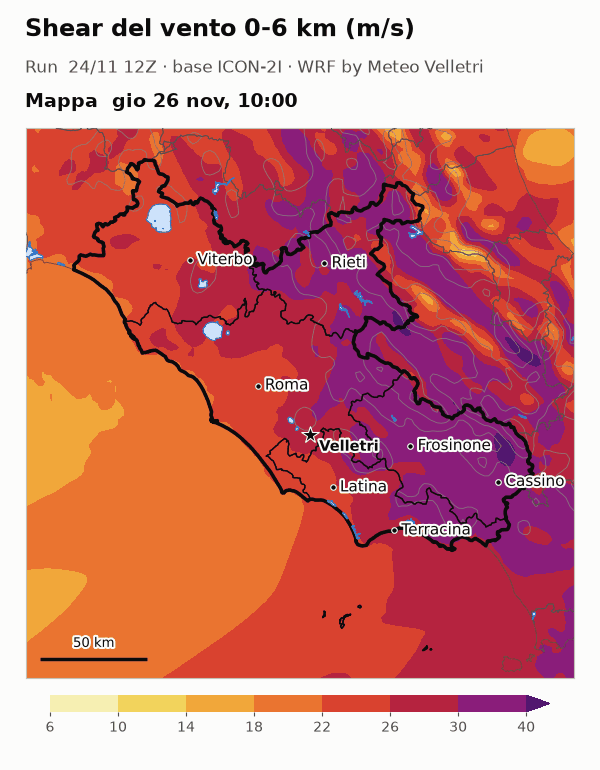 Shear del vento 0-6 km (m/s)
Run  24/11 12Z · base ICON-2I · WRF by Meteo Velletri
Mappa  gio 26 nov, 10:00
Viterbo
Rieti
Roma
Velletri
Frosinone
Latina
Cassino
Terracina
50 km
6 10 14 18 22 26 30 40